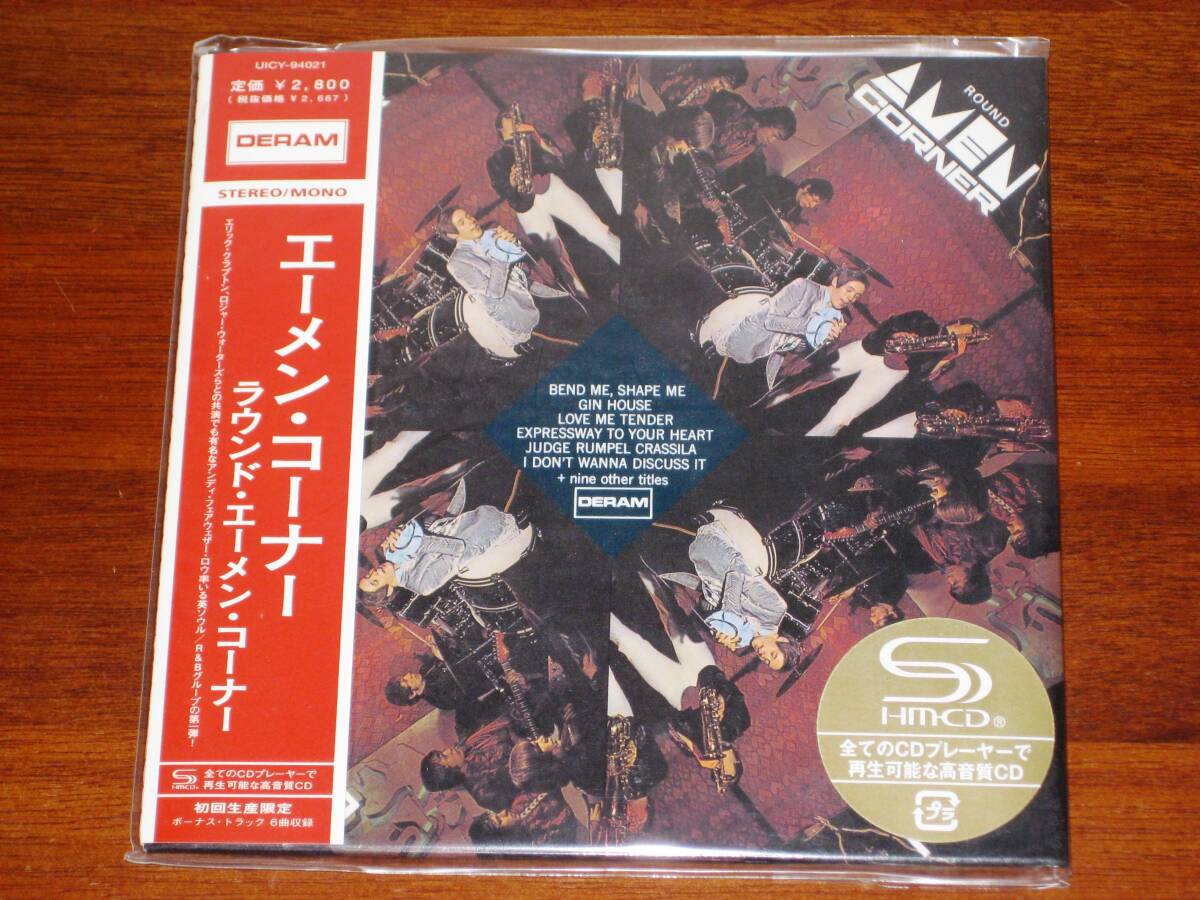 UICY-94021
定価 ¥2,800
(税抜価格 ¥2,667)
DERAM
STEREO/MONO
エーメン・コーナー
ラウンド・エーメン・コーナー
エリック・クラプトン、ロジャー・ウォーターズらとの共演でも有名なアンディ・フェアウェザー・ロウ率いる英ソウル/R&Bグループの第一弾!
SHM-CD
全てのCDプレーヤーで
再生可能な高音質CD
初回生産限定
ボーナス・トラック 6曲収録
ROUND
AMEN
CORNER
BEND ME, SHAPE ME
GIN HOUSE
LOVE ME TENDER
EXPRESSWAY TO YOUR HEART
JUDGE RUMPEL CRASSILA
I DON'T WANNA DISCUSS IT
+ nine other titles
DERAM
SHM-CD®
全てのCDプレーヤーで
再生可能な高音質CD
プラ